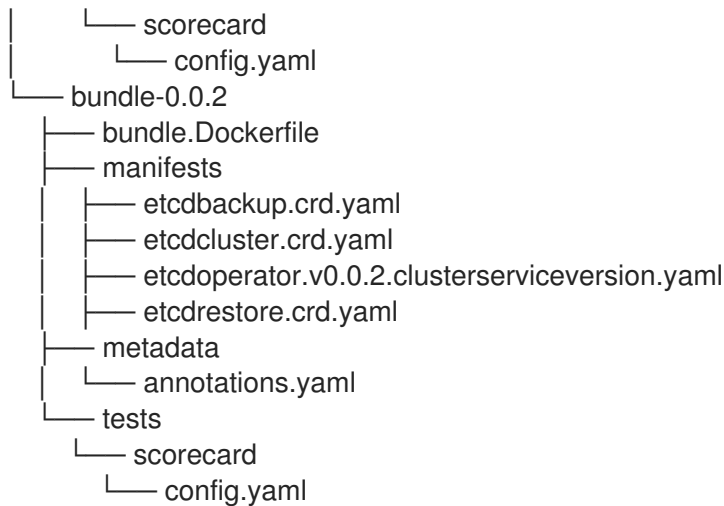 │       └── scorecard
│           └── config.yaml
└── bundle-0.0.2
    ├── bundle.Dockerfile
    ├── manifests
    │   ├── etcdbackup.crd.yaml
    │   ├── etcdcluster.crd.yaml
    │   ├── etcdoperator.v0.0.2.clusterserviceversion.yaml
    │   ├── etcdrestore.crd.yaml
    ├── metadata
    │   └── annotations.yaml
    └── tests
        └── scorecard
            └── config.yaml